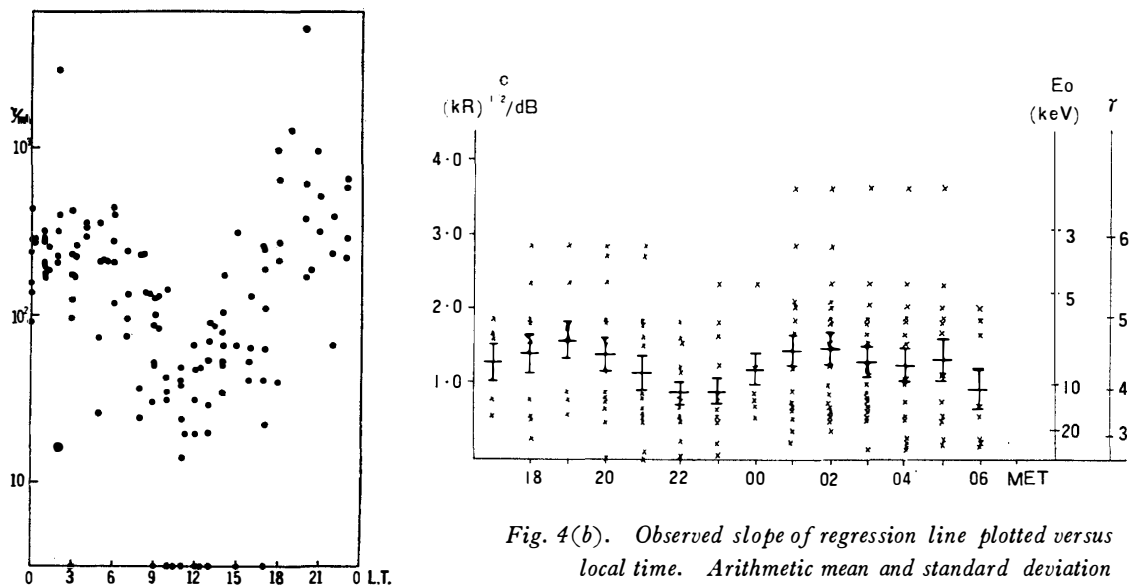 10³
10²
10
0 3 6 9 12 15 18 21 0 L.T.
c
(kR)¹ ²/dB
Eo
(keV)
γ
4·0
3·0
2·0
1·0
3
5
10
20
6
5
4
3
18 20 22 00 02 04 06 MET
Fig. 4(b). Observed slope of regression line plotted versus
local time. Arithmetic mean and standard deviation